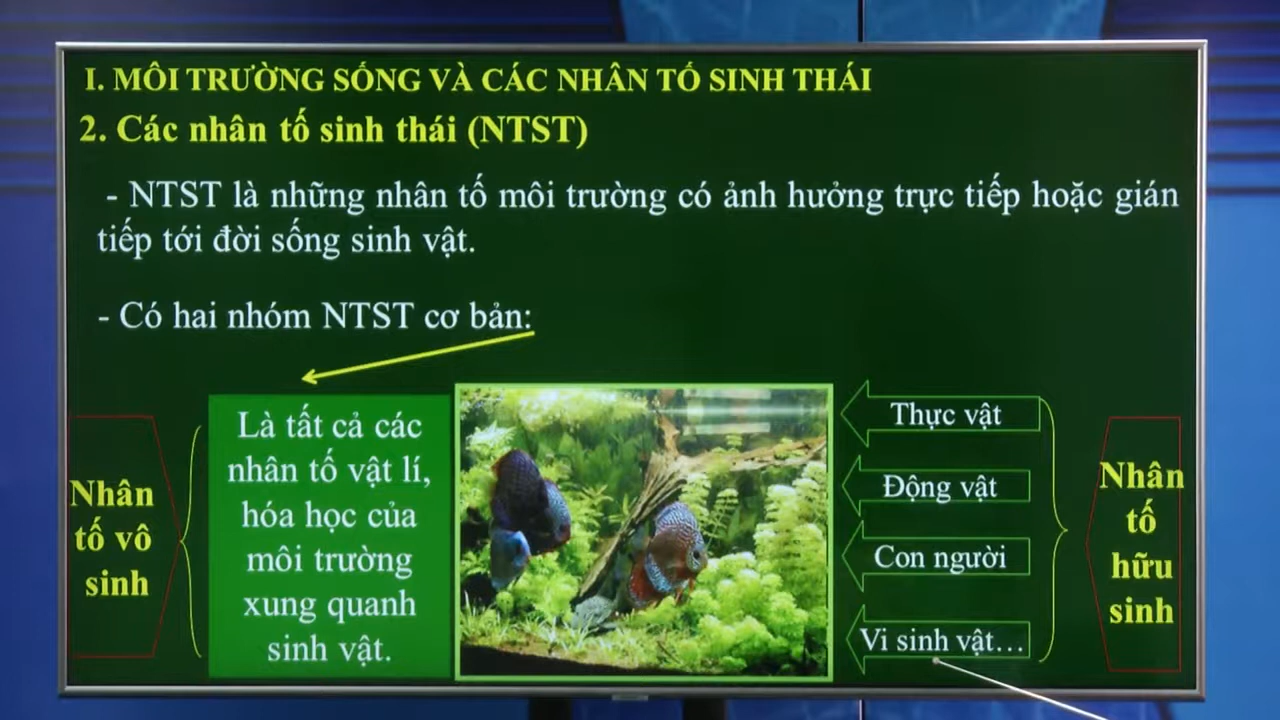 I. MÔI TRƯỜNG SỐNG VÀ CÁC NHÂN TỐ SINH THÁI
2. Các nhân tố sinh thái (NTST)
- NTST là những nhân tố môi trường có ảnh hưởng trực tiếp hoặc gián
tiếp tới đời sống sinh vật.
- Có hai nhóm NTST cơ bản:
Nhân
tố vô
sinh
Là tất cả các
nhân tố vật lí,
hóa học của
môi trường
xung quanh
sinh vật.
Thực vật
Động vật
Con người
Vi sinh vật...
Nhân
tố
hữu
sinh